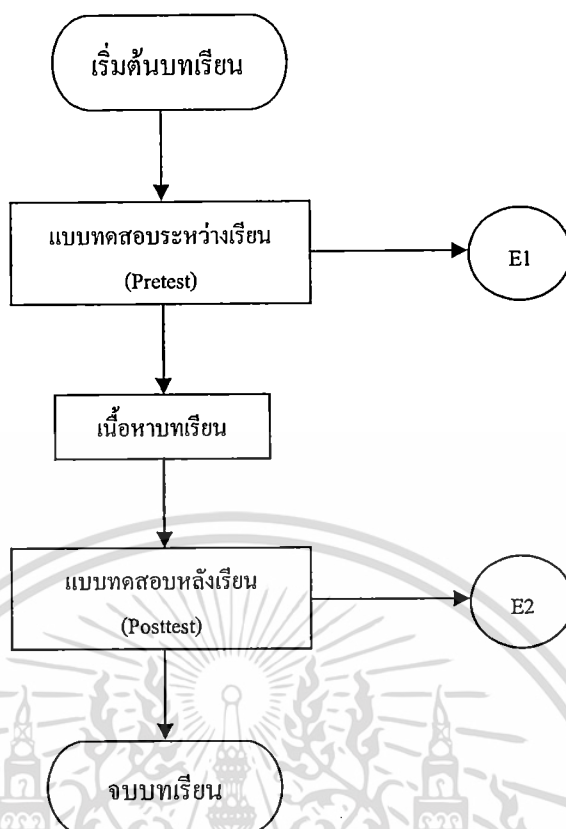 เริ่มต้นบทเรียน
แบบทดสอบระหว่างเรียน
(Pretest)
E1
เนื้อหาบทเรียน
แบบทดสอบหลังเรียน
(Posttest)
E2
จบบทเรียน